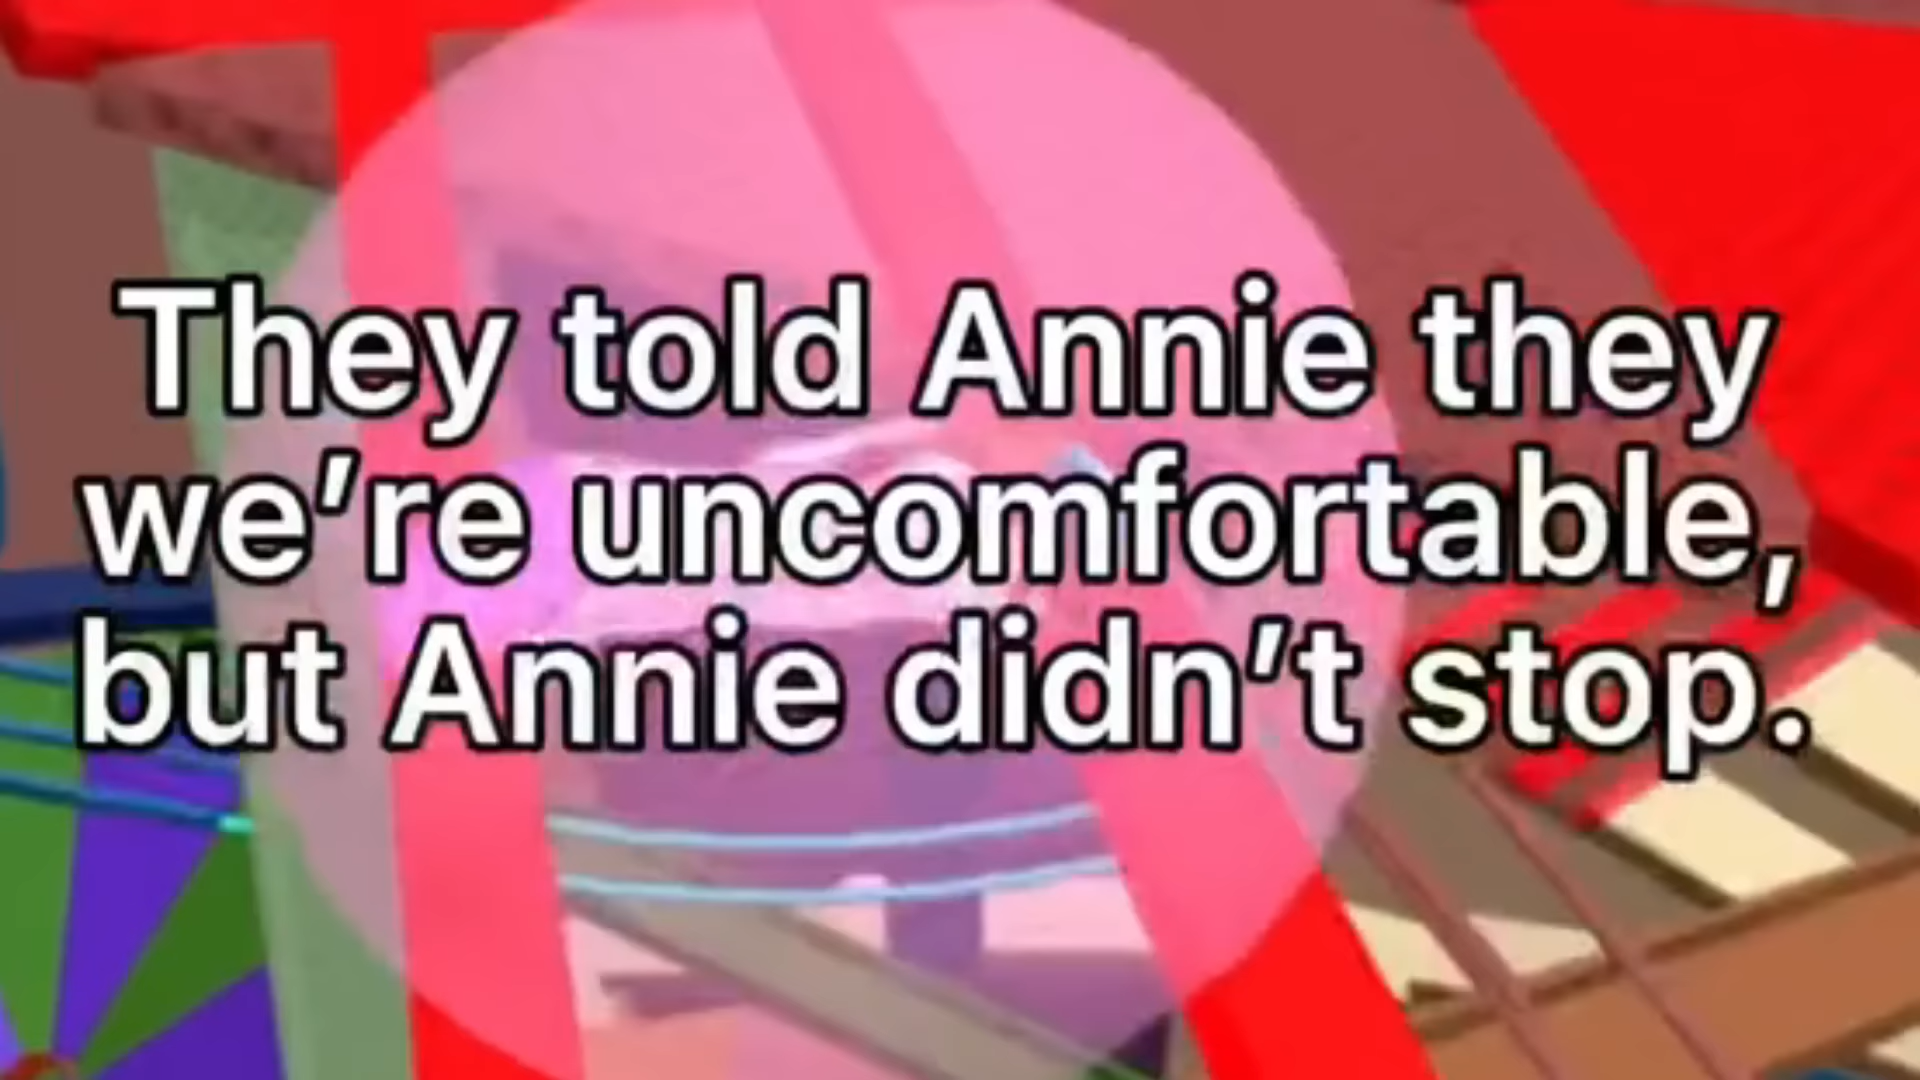 They told Annie they
we’re uncomfortable,
but Annie didn’t stop.